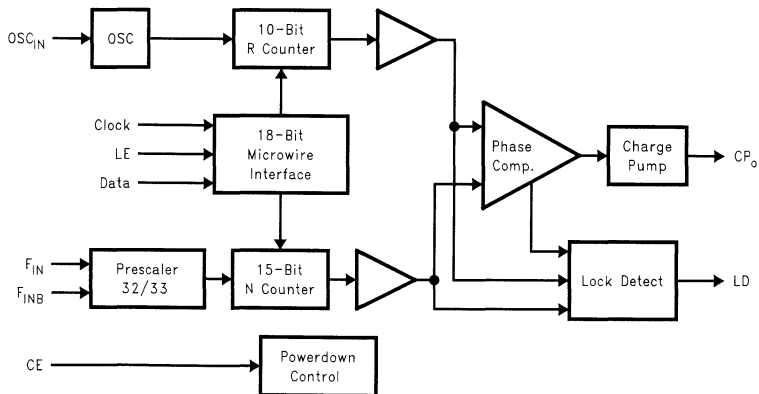 OSC_IN
OSC
10-Bit
R Counter
Clock
LE
Data
18-Bit
Microwire
Interface
Phase
Comp.
Charge
Pump
CP_o
F_IN
F_INB
Prescaler
32/33
15-Bit
N Counter
Lock Detect
LD
CE
Powerdown
Control